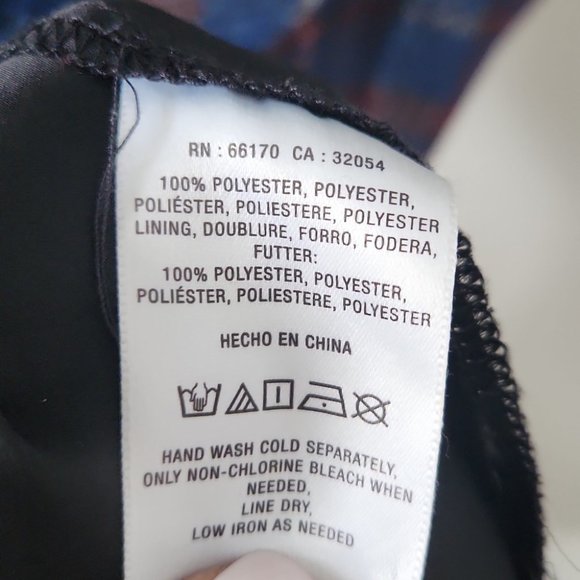 RN : 66170 CA : 32054
100% POLYESTER, POLYESTER,
POLIÉSTER, POLIESTERE, POLYESTER
LINING, DOUBLURE, FORRO, FODERA,
FUTTER:
100% POLYESTER, POLYESTER,
POLIÉSTER, POLIESTERE, POLYESTER
HECHO EN CHINA
HAND WASH COLD SEPARATELY,
ONLY NON-CHLORINE BLEACH WHEN
NEEDED,
LINE DRY,
LOW IRON AS NEEDED